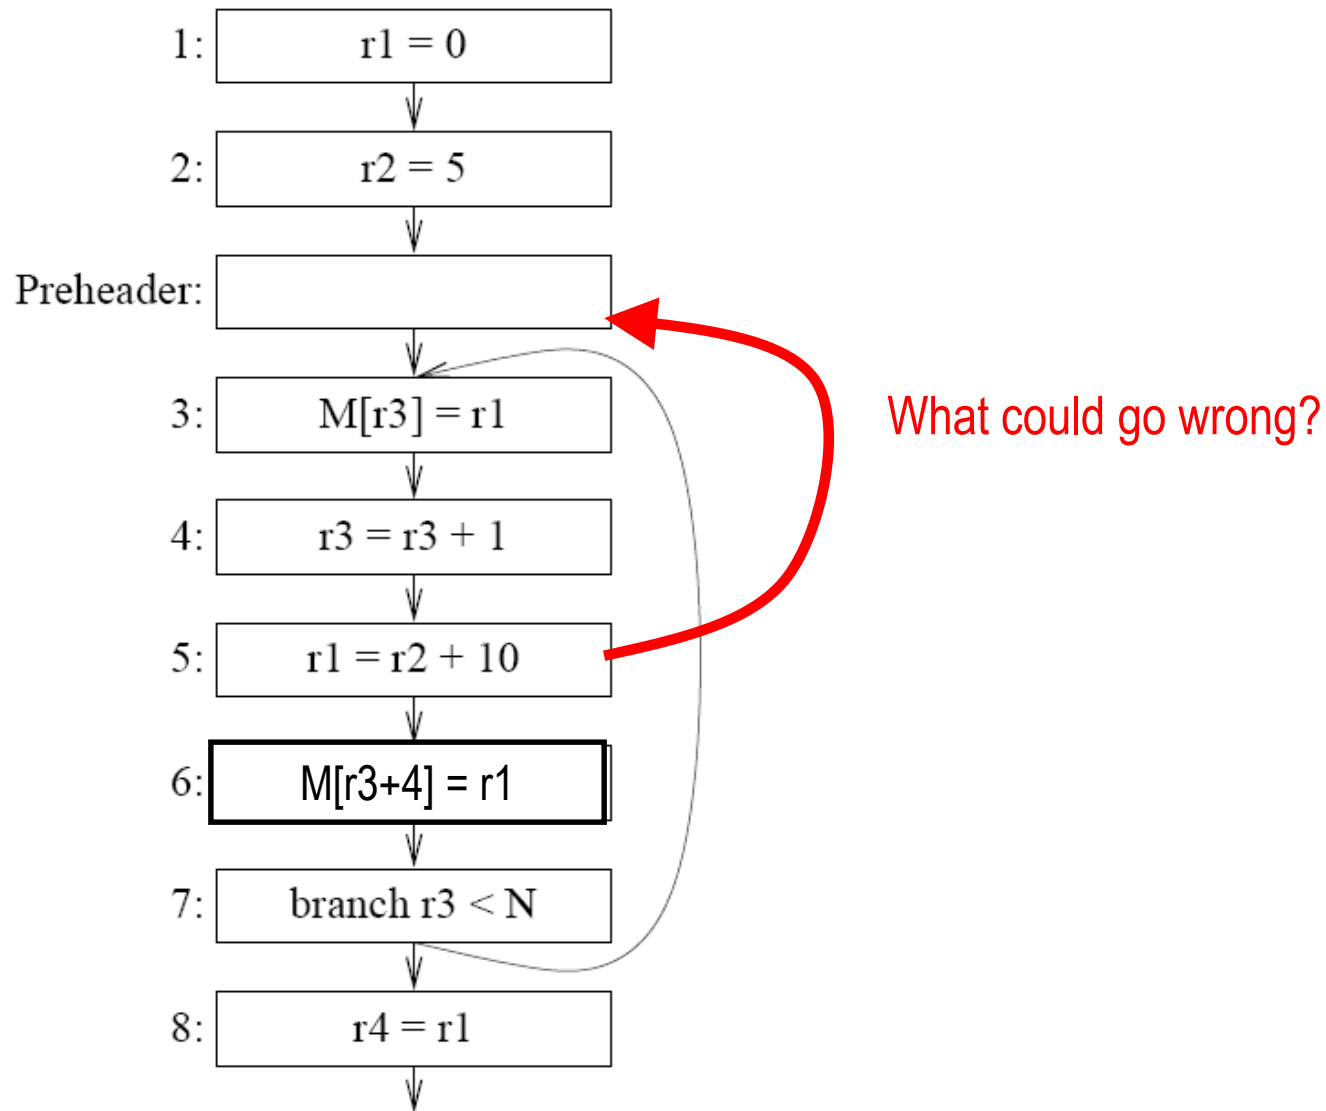 1: r1 = 0
2: r2 = 5
Preheader:
3: M[r3] = r1
What could go wrong?
4: r3 = r3 + 1
5: r1 = r2 + 10
6: M[r3+4] = r1
7: branch r3 < N
8: r4 = r1